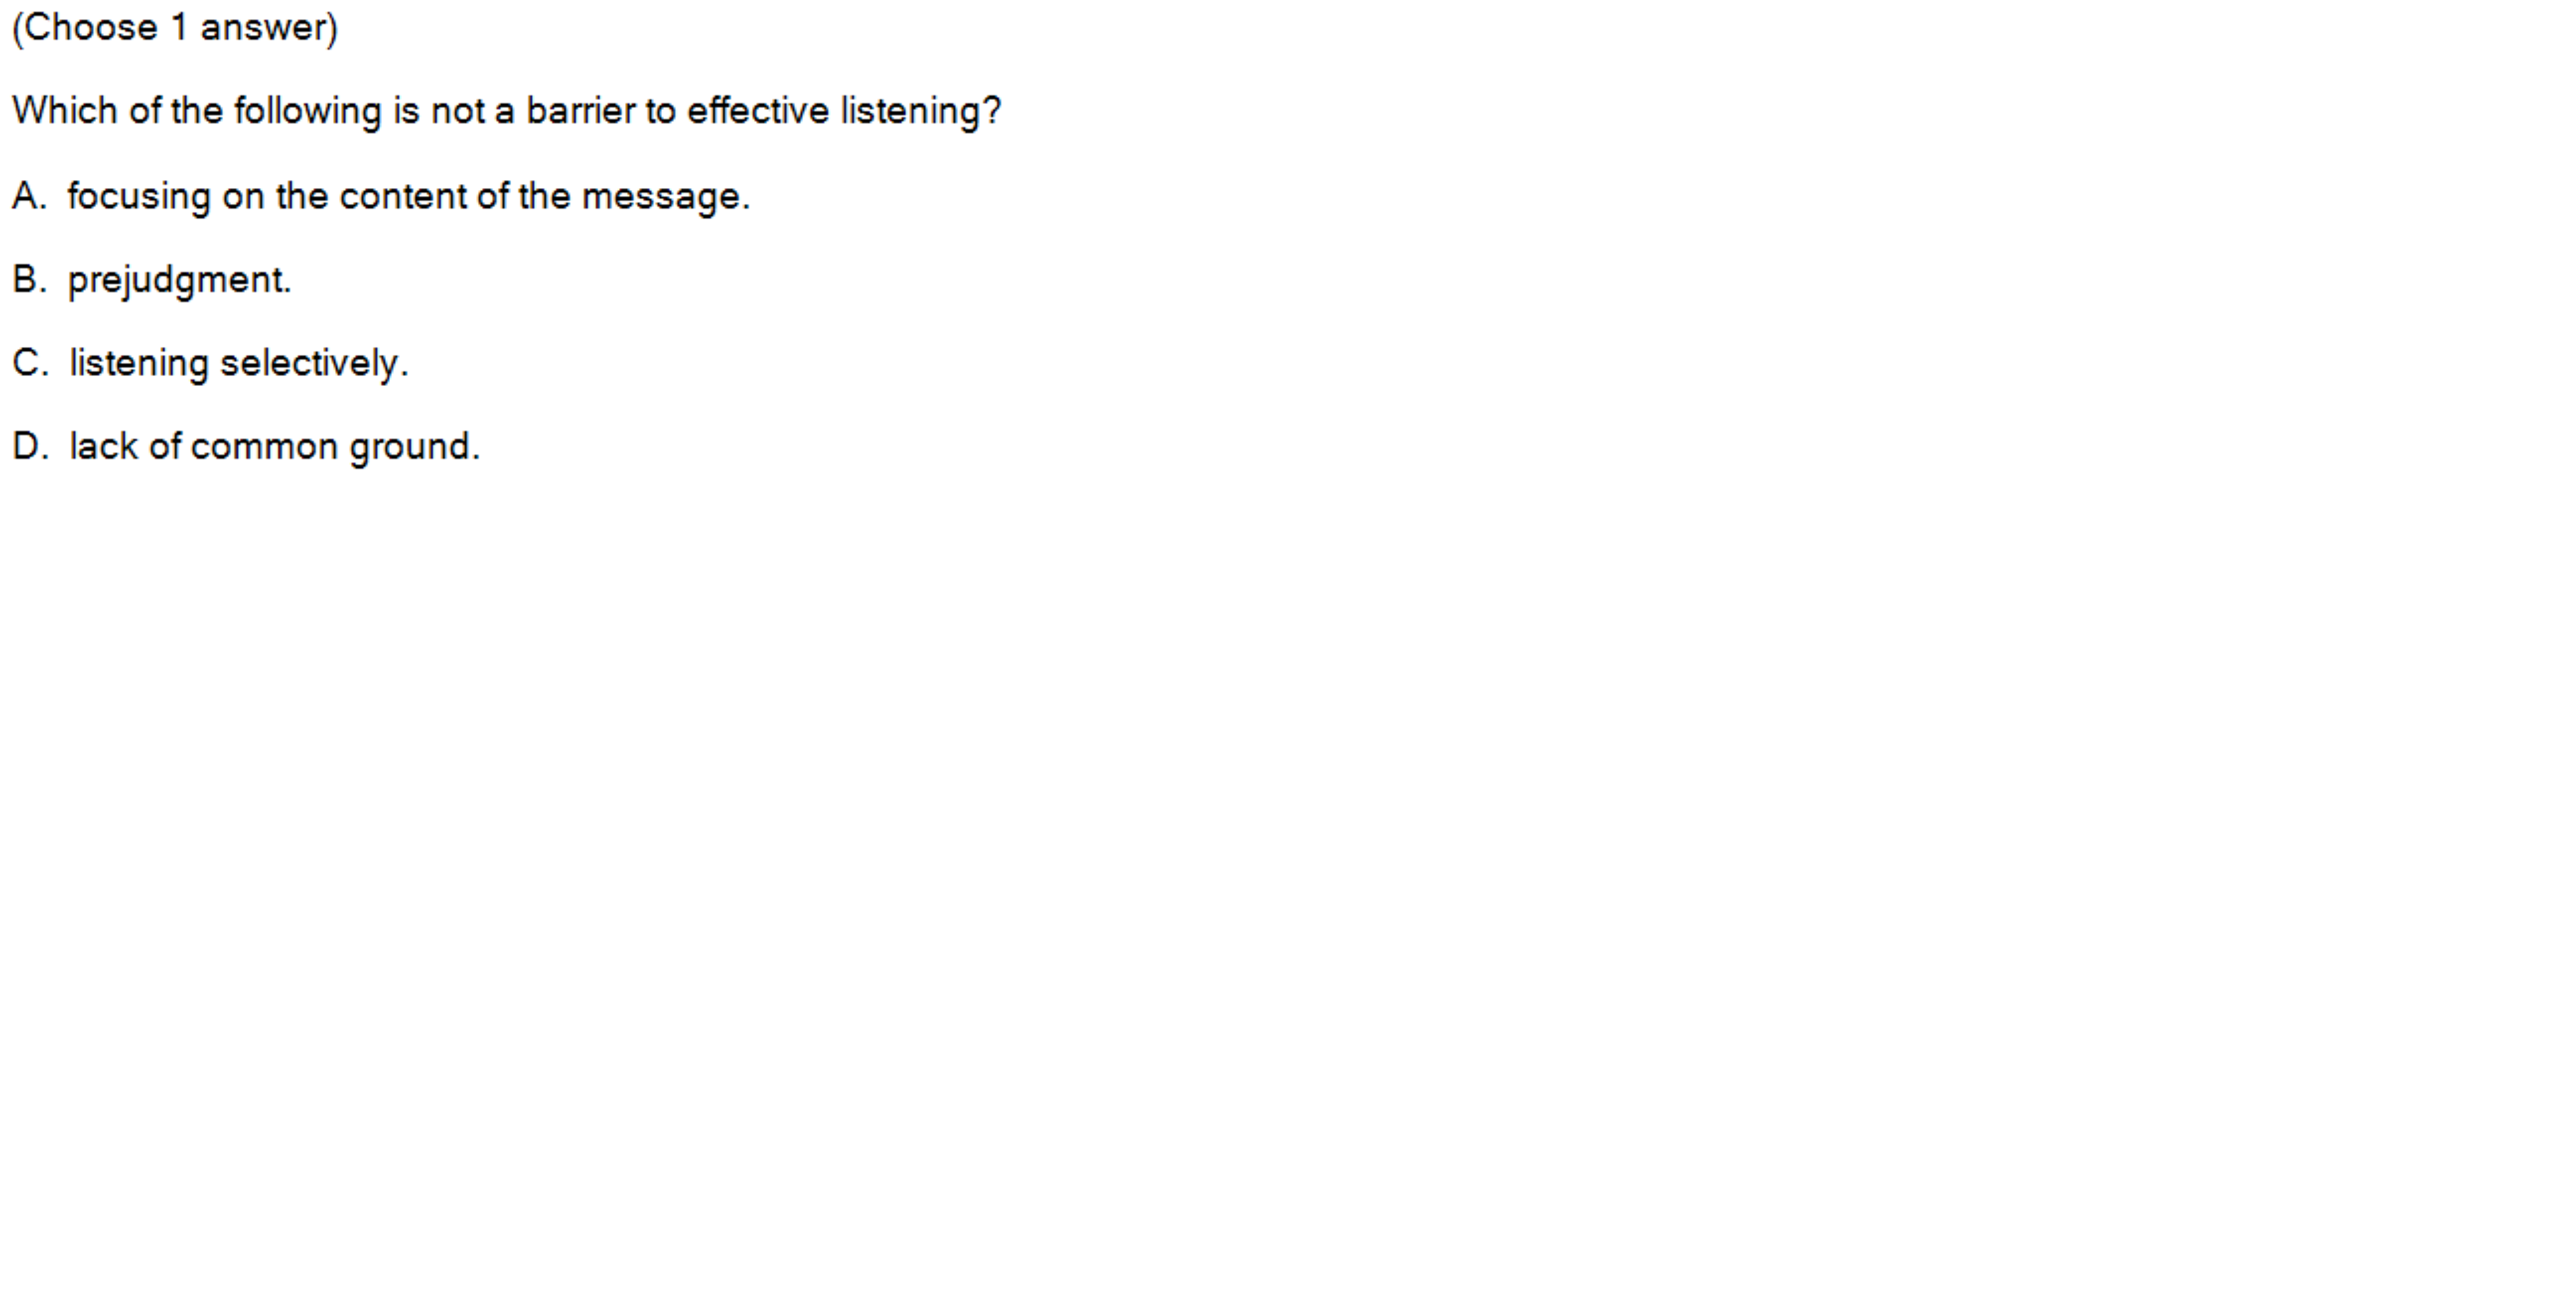 (Choose 1 answer)
Which of the following is not a barrier to effective listening?
A. focusing on the content of the message.
B. prejudgment.
C. listening selectively.
D. lack of common ground.